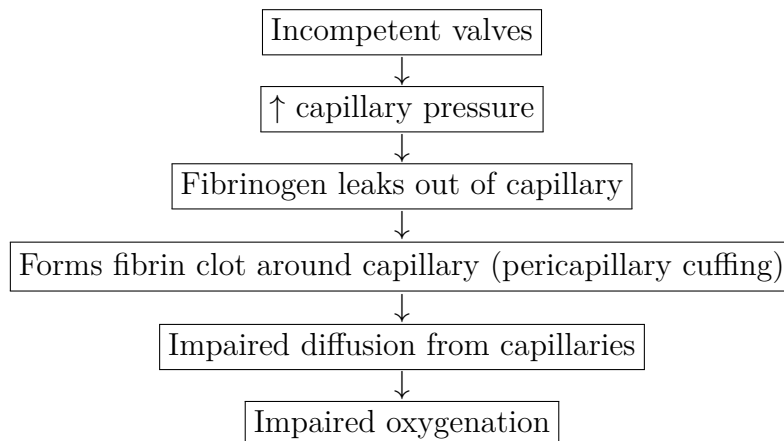 Incompetent valves
↑ capillary pressure
Fibrinogen leaks out of capillary
Forms fibrin clot around capillary (pericapillary cuffing)
Impaired diffusion from capillaries
Impaired oxygenation